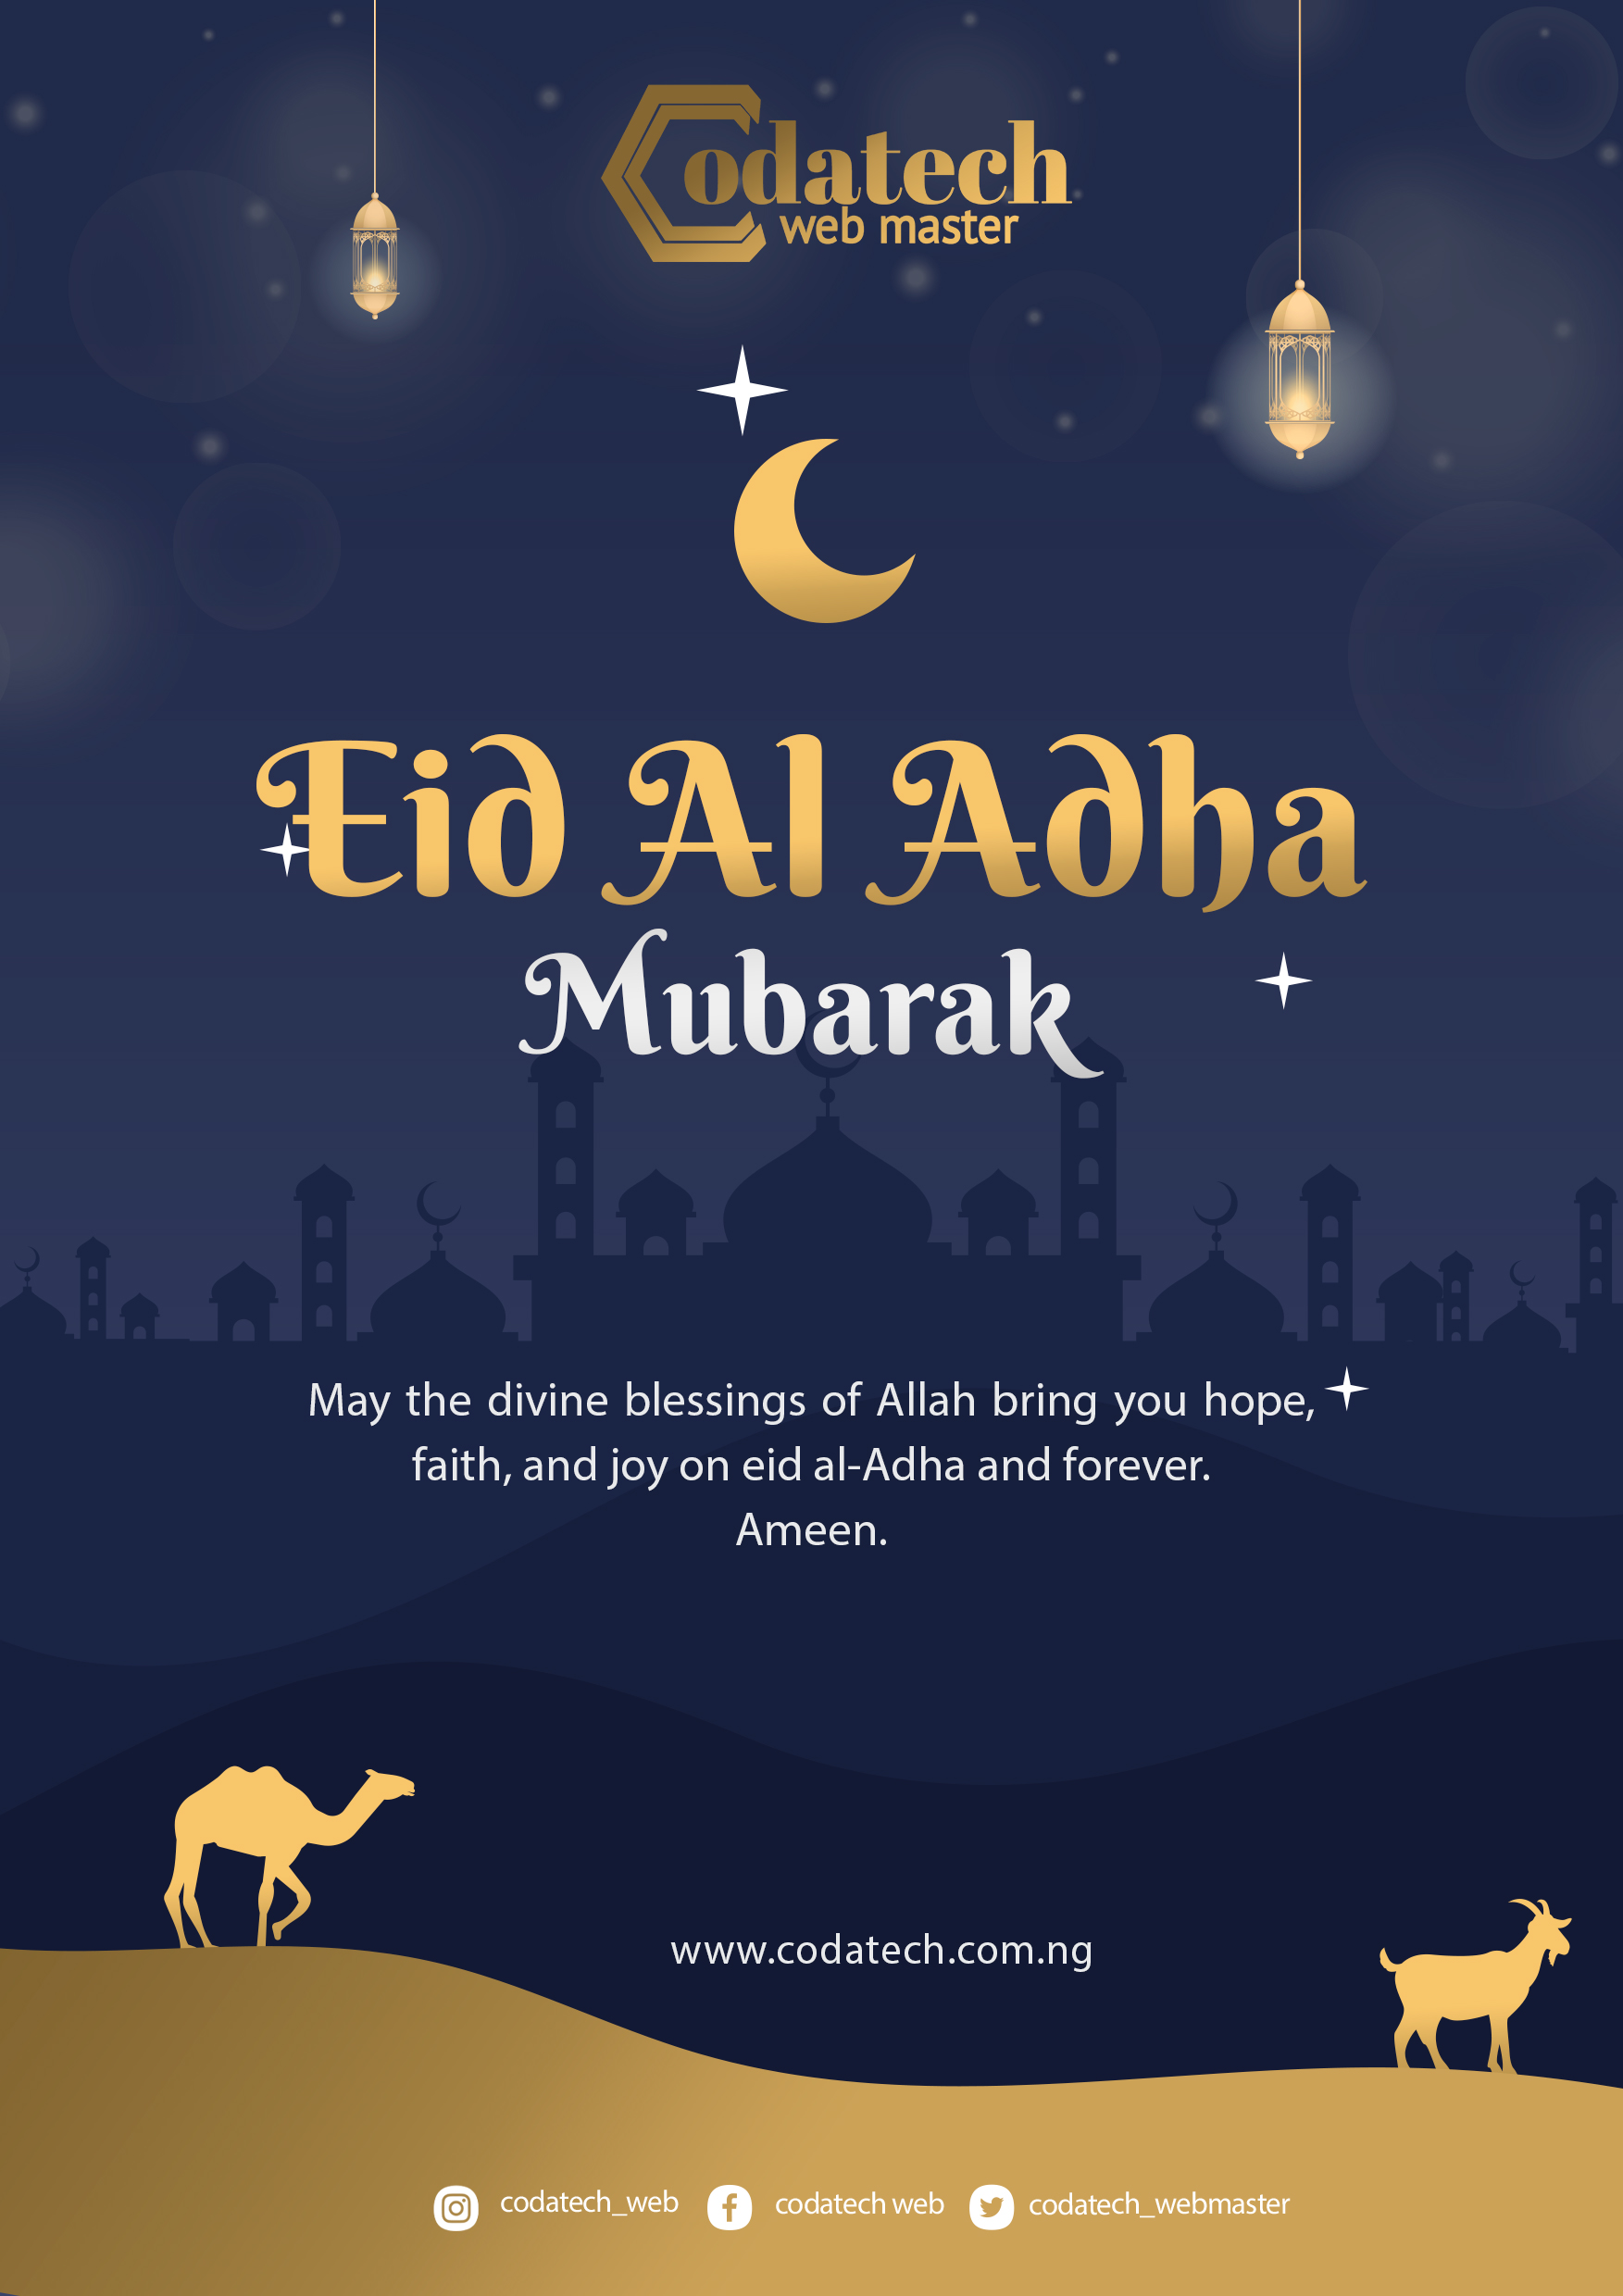 Codatech
web master
Eid Al Adha
Mubarak
May the divine blessings of Allah bring you hope,
faith, and joy on eid al-Adha and forever.
Ameen.
www.codatech.com.ng
codatech_web codatech web codatech_webmaster